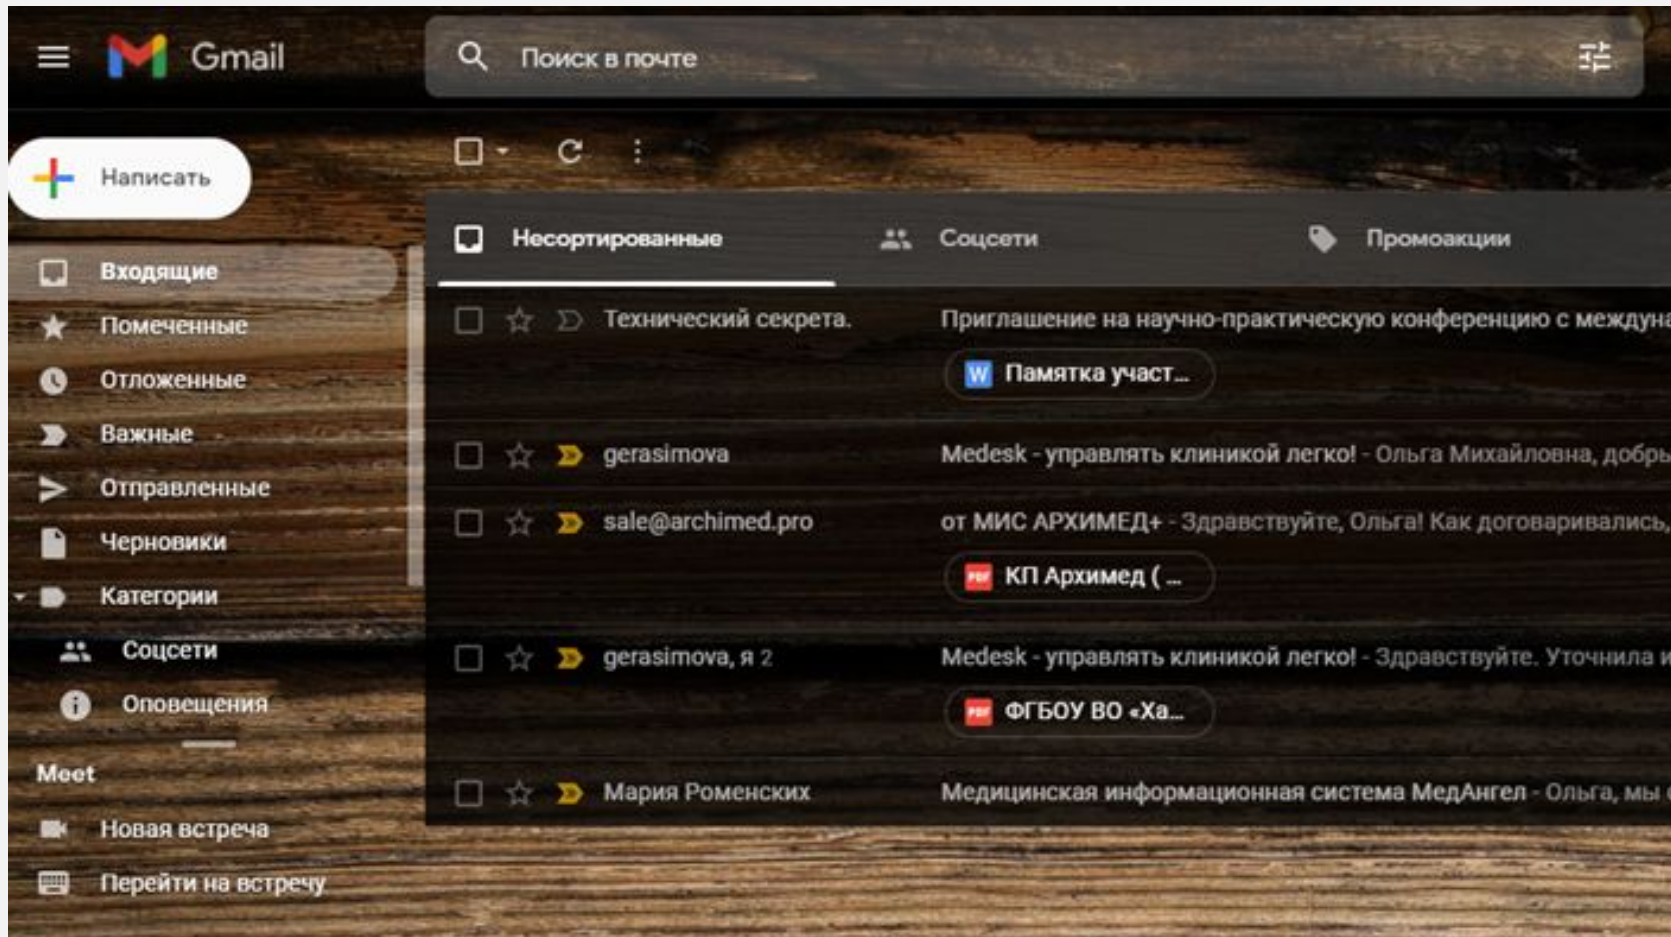 Gmail
Поиск в почте
Написать
Несортированные
Соцсети
Промоакции
Входящие
Помеченные
Отложенные
Важные
Отправленные
Черновики
Категории
Соцсети
Оповещения
Meet
Новая встреча
Перейти на встречу
Технический секрета. Приглашение на научно-практическую конференцию с междуна
W Памятка участ...
gerasimova Medesk - управлять клиникой легко! - Ольга Михайловна, добры
sale@archimed.pro от МИС АРХИМЕД+ - Здравствуйте, Ольга! Как договаривались,
PDF КП Архимед ( ...
gerasimova, я 2 Medesk - управлять клиникой легко! - Здравствуйте. Уточнила и
PDF ФГБОУ ВО «Ха...
Мария Роменских Медицинская информационная система МедАнгел - Ольга, мы